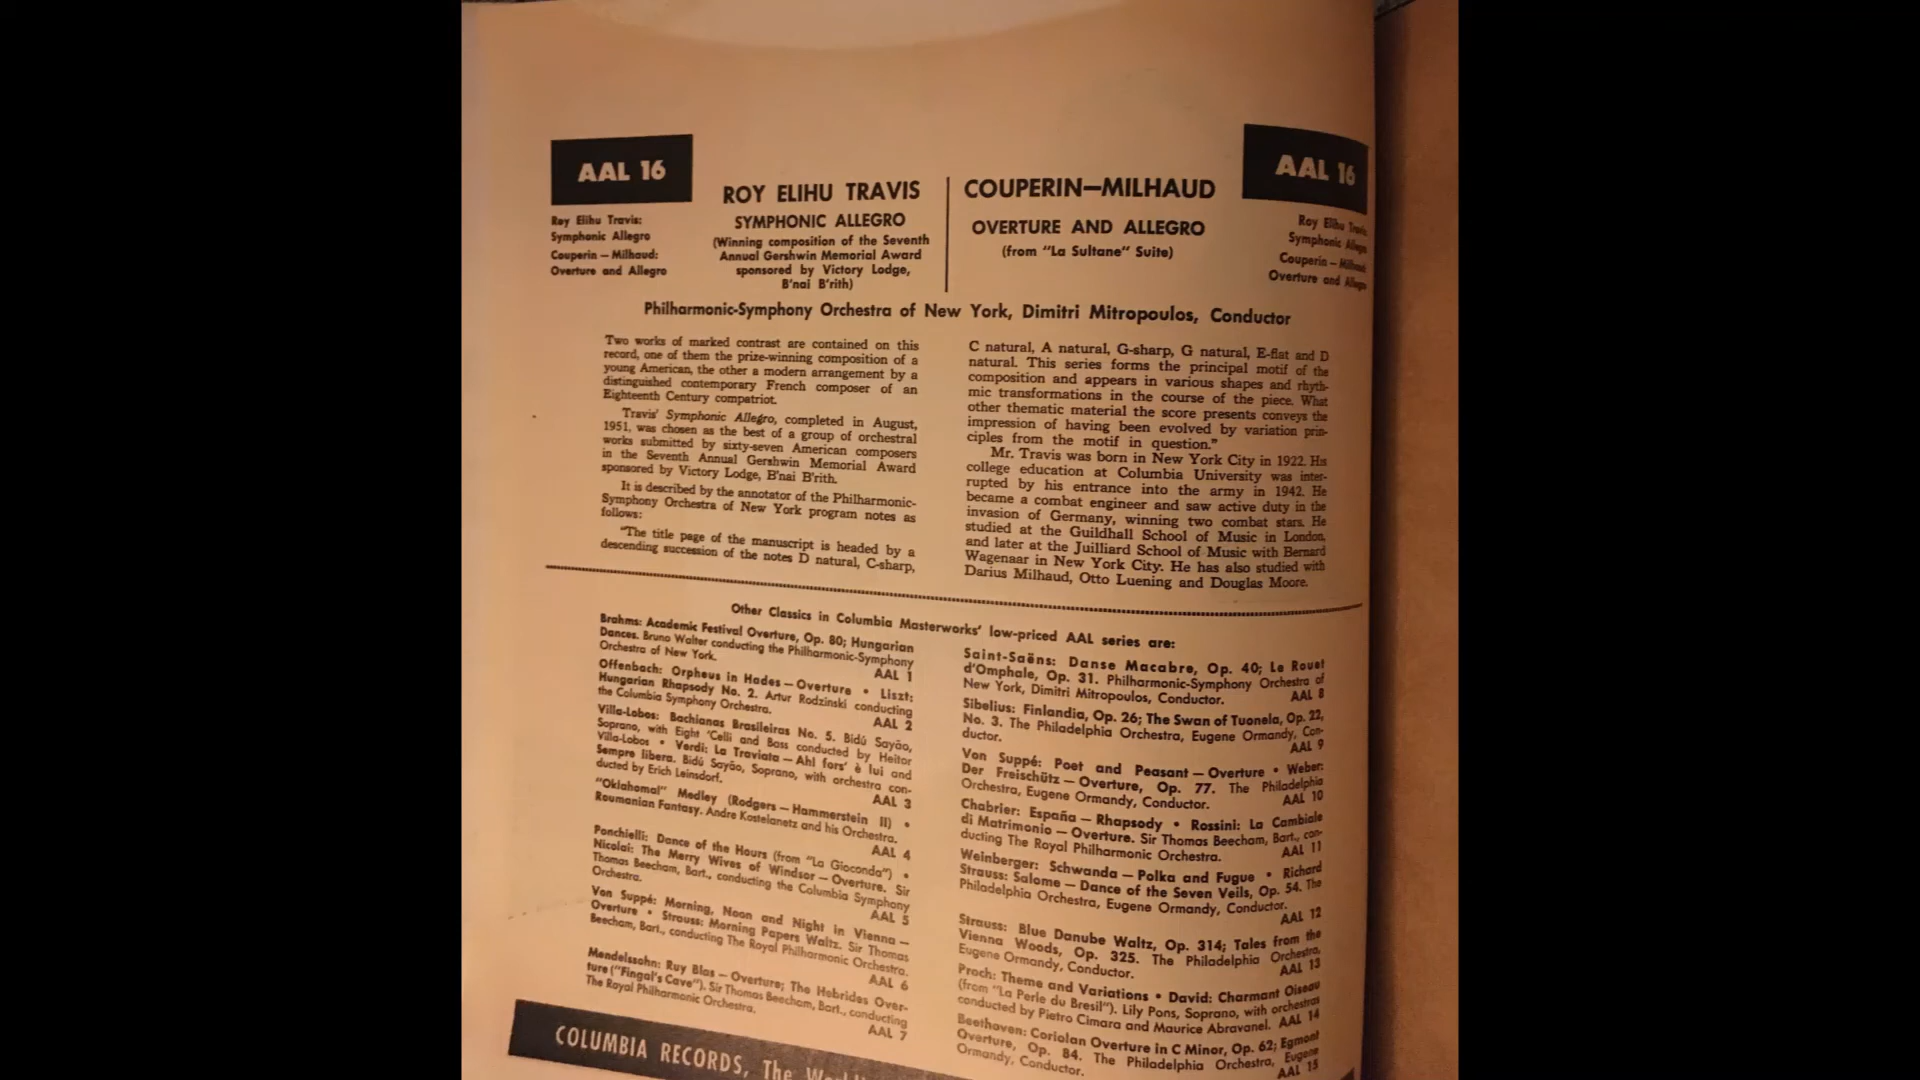 AAL 16
Roy Elihu Travis:
Symphonic Allegro
Couperin — Milhaud:
Overture and Allegro
ROY ELIHU TRAVIS
SYMPHONIC ALLEGRO
(Winning composition of the Seventh
Annual Gershwin Memorial Award
sponsored by Victory Lodge,
B'nai B'rith)
COUPERIN—MILHAUD
OVERTURE AND ALLEGRO
(from "La Sultane" Suite)
AAL 16
Roy Elihu Travis:
Symphonic Allegro
Couperin — Milhaud:
Overture and Allegro
Philharmonic-Symphony Orchestra of New York, Dimitri Mitropoulos, Conductor
Two works of marked contrast are contained on this
record, one of them the prize-winning composition of a
young American, the other a modern arrangement by a
distinguished contemporary French composer of an
Eighteenth Century compatriot.
Travis' Symphonic Allegro, completed in August,
1951, was chosen as the best of a group of orchestral
works submitted by sixty-seven American composers
in the Seventh Annual Gershwin Memorial Award
sponsored by Victory Lodge, B'nai B'rith.
It is described by the annotator of the Philharmonic-
Symphony Orchestra of New York program notes as
follows:
"The title page of the manuscript is headed by a
descending succession of the notes D natural, C-sharp,
C natural, A natural, G-sharp, G natural, E-flat and D
natural. This series forms the principal motif of the
composition and appears in various shapes and rhyth-
mic transformations in the course of the piece. What
other thematic material the score presents conveys the
impression of having been evolved by variation prin-
ciples from the motif in question."
Mr. Travis was born in New York City in 1922. His
college education at Columbia University was inter-
rupted by his entrance into the army in 1942. He
became a combat engineer and saw active duty in the
invasion of Germany, winning two combat stars. He
studied at the Guildhall School of Music in London,
and later at the Juilliard School of Music with Bernard
Wagenaar in New York City. He has also studied with
Darius Milhaud, Otto Luening and Douglas Moore.
Other Classics in Columbia Masterworks' low-priced AAL series are:
Brahms: Academic Festival Overture, Op. 80; Hungarian
Dances. Bruno Walter conducting the Philharmonic-Symphony
Orchestra of New York. AAL 1
Offenbach: Orpheus in Hades — Overture • Liszt:
Hungarian Rhapsody No. 2. Artur Rodzinski conducting
the Columbia Symphony Orchestra. AAL 2
Villa-Lobos: Bachianas Brasileiras No. 5. Bidú Sayão,
Soprano, with Eight 'Celli and Bass conducted by Heitor
Villa-Lobos • Verdi: La Traviata — Ah! fors' è lui and
Sempre libera. Bidú Sayão, Soprano, with orchestra con-
ducted by Erich Leinsdorf. AAL 3
"Oklahoma!" Medley (Rodgers — Hammerstein II) •
Roumanian Fantasy. Andre Kostelanetz and his Orchestra.
AAL 4
Ponchielli: Dance of the Hours (from "La Gioconda") •
Nicolai: The Merry Wives of Windsor — Overture. Sir
Thomas Beecham, Bart., conducting the Columbia Symphony
Orchestra. AAL 5
Von Suppé: Morning, Noon and Night in Vienna —
Overture • Strauss: Morning Papers Waltz. Sir Thomas
Beecham, Bart., conducting The Royal Philharmonic Orchestra.
AAL 6
Mendelssohn: Ruy Blas — Overture; The Hebrides Over-
ture ("Fingal's Cave"). Sir Thomas Beecham, Bart., conducting
The Royal Philharmonic Orchestra. AAL 7
Saint-Saëns: Danse Macabre, Op. 40; Le Rouet
d'Omphale, Op. 31. Philharmonic-Symphony Orchestra of
New York, Dimitri Mitropoulos, Conductor. AAL 8
Sibelius: Finlandia, Op. 26; The Swan of Tuonela, Op. 22,
No. 3. The Philadelphia Orchestra, Eugene Ormandy, Con-
ductor. AAL 9
Von Suppé: Poet and Peasant — Overture • Weber:
Der Freischütz — Overture, Op. 77. The Philadelphia
Orchestra, Eugene Ormandy, Conductor. AAL 10
Chabrier: España — Rhapsody • Rossini: La Cambiale
di Matrimonio — Overture. Sir Thomas Beecham, Bart., con-
ducting The Royal Philharmonic Orchestra. AAL 11
Weinberger: Schwanda — Polka and Fugue • Richard
Strauss: Salome — Dance of the Seven Veils, Op. 54. The
Philadelphia Orchestra, Eugene Ormandy, Conductor.
AAL 12
Strauss: Blue Danube Waltz, Op. 314; Tales from the
Vienna Woods, Op. 325. The Philadelphia Orchestra,
Eugene Ormandy, Conductor. AAL 13
Proch: Theme and Variations • David: Charmant Oiseau
(from "La Perle du Bresil"). Lily Pons, Soprano, with orchestras
conducted by Pietro Cimara and Maurice Abravanel. AAL 14
Beethoven: Coriolan Overture in C Minor, Op. 62; Egmont
Overture, Op. 84. The Philadelphia Orchestra, Eugene
Ormandy, Conductor. AAL 15
COLUMBIA RECORDS, The